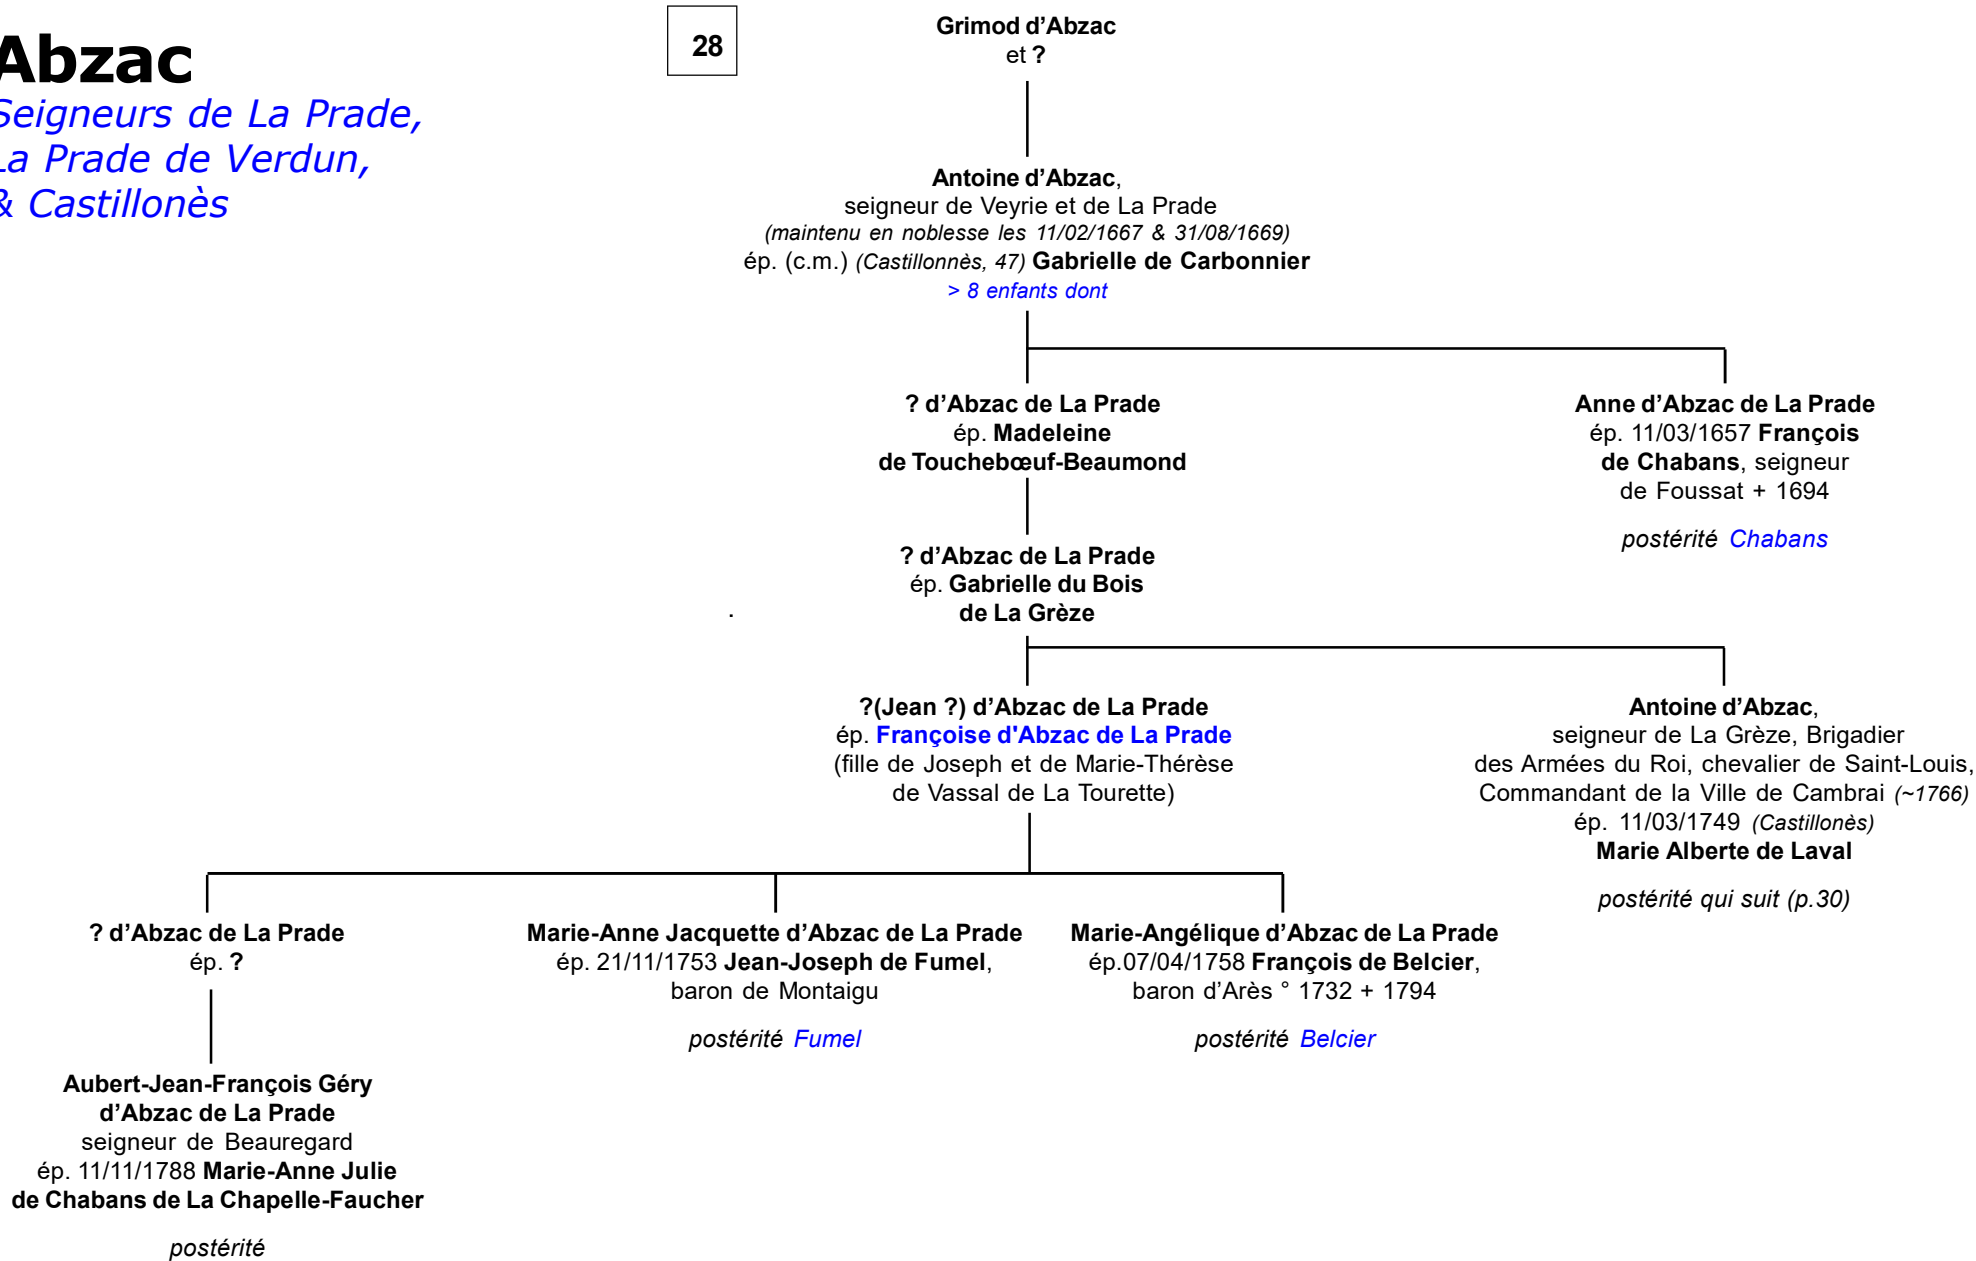 Abzac
Seigneurs de La Prade,
La Prade de Verdun,
& Castillonès
28
Grimod d’Abzac
et ?
Antoine d’Abzac,
seigneur de Veyrie et de La Prade
(maintenu en noblesse les 11/02/1667 & 31/08/1669)
ép. (c.m.) (Castillonnès, 47) Gabrielle de Carbonnier
> 8 enfants dont
? d’Abzac de La Prade
ép. Madeleine
de Touchebœuf-Beaumond
Anne d’Abzac de La Prade
ép. 11/03/1657 François
de Chabans, seigneur
de Foussat + 1694
postérité Chabans
? d’Abzac de La Prade
ép. Gabrielle du Bois
de La Grèze
.
?(Jean ?) d’Abzac de La Prade
ép. Françoise d'Abzac de La Prade
(fille de Joseph et de Marie-Thérèse
de Vassal de La Tourette)
Antoine d’Abzac,
seigneur de La Grèze, Brigadier
des Armées du Roi, chevalier de Saint-Louis,
Commandant de la Ville de Cambrai (~1766)
ép. 11/03/1749 (Castillonès)
Marie Alberte de Laval
postérité qui suit (p.30)
? d’Abzac de La Prade
ép. ?
Marie-Anne Jacquette d’Abzac de La Prade
ép. 21/11/1753 Jean-Joseph de Fumel,
baron de Montaigu
postérité Fumel
Marie-Angélique d’Abzac de La Prade
ép.07/04/1758 François de Belcier,
baron d’Arès ° 1732 + 1794
postérité Belcier
Aubert-Jean-François Géry
d’Abzac de La Prade
seigneur de Beauregard
ép. 11/11/1788 Marie-Anne Julie
de Chabans de La Chapelle-Faucher
postérité